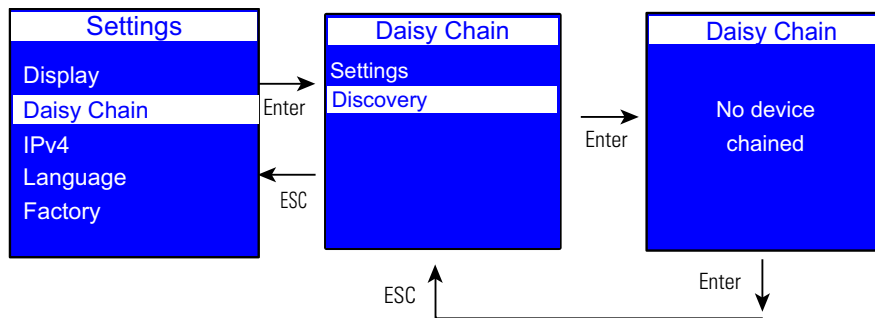 Settings
Display
Daisy Chain
IPv4
Language
Factory
Enter
ESC
Daisy Chain
Settings
Discovery
Enter
Daisy Chain
No device
chained
Enter
ESC